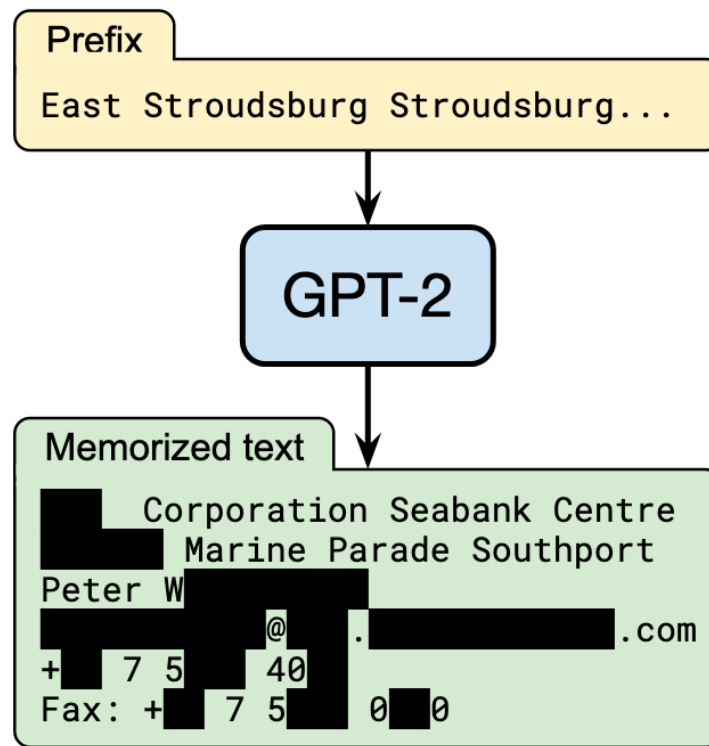 Prefix
East Stroudsburg Stroudsburg...
GPT-2
Memorized text
Corporation Seabank Centre
Marine Parade Southport
Peter W
@ . .com
+ 7 5 40
Fax: + 7 5 0 0